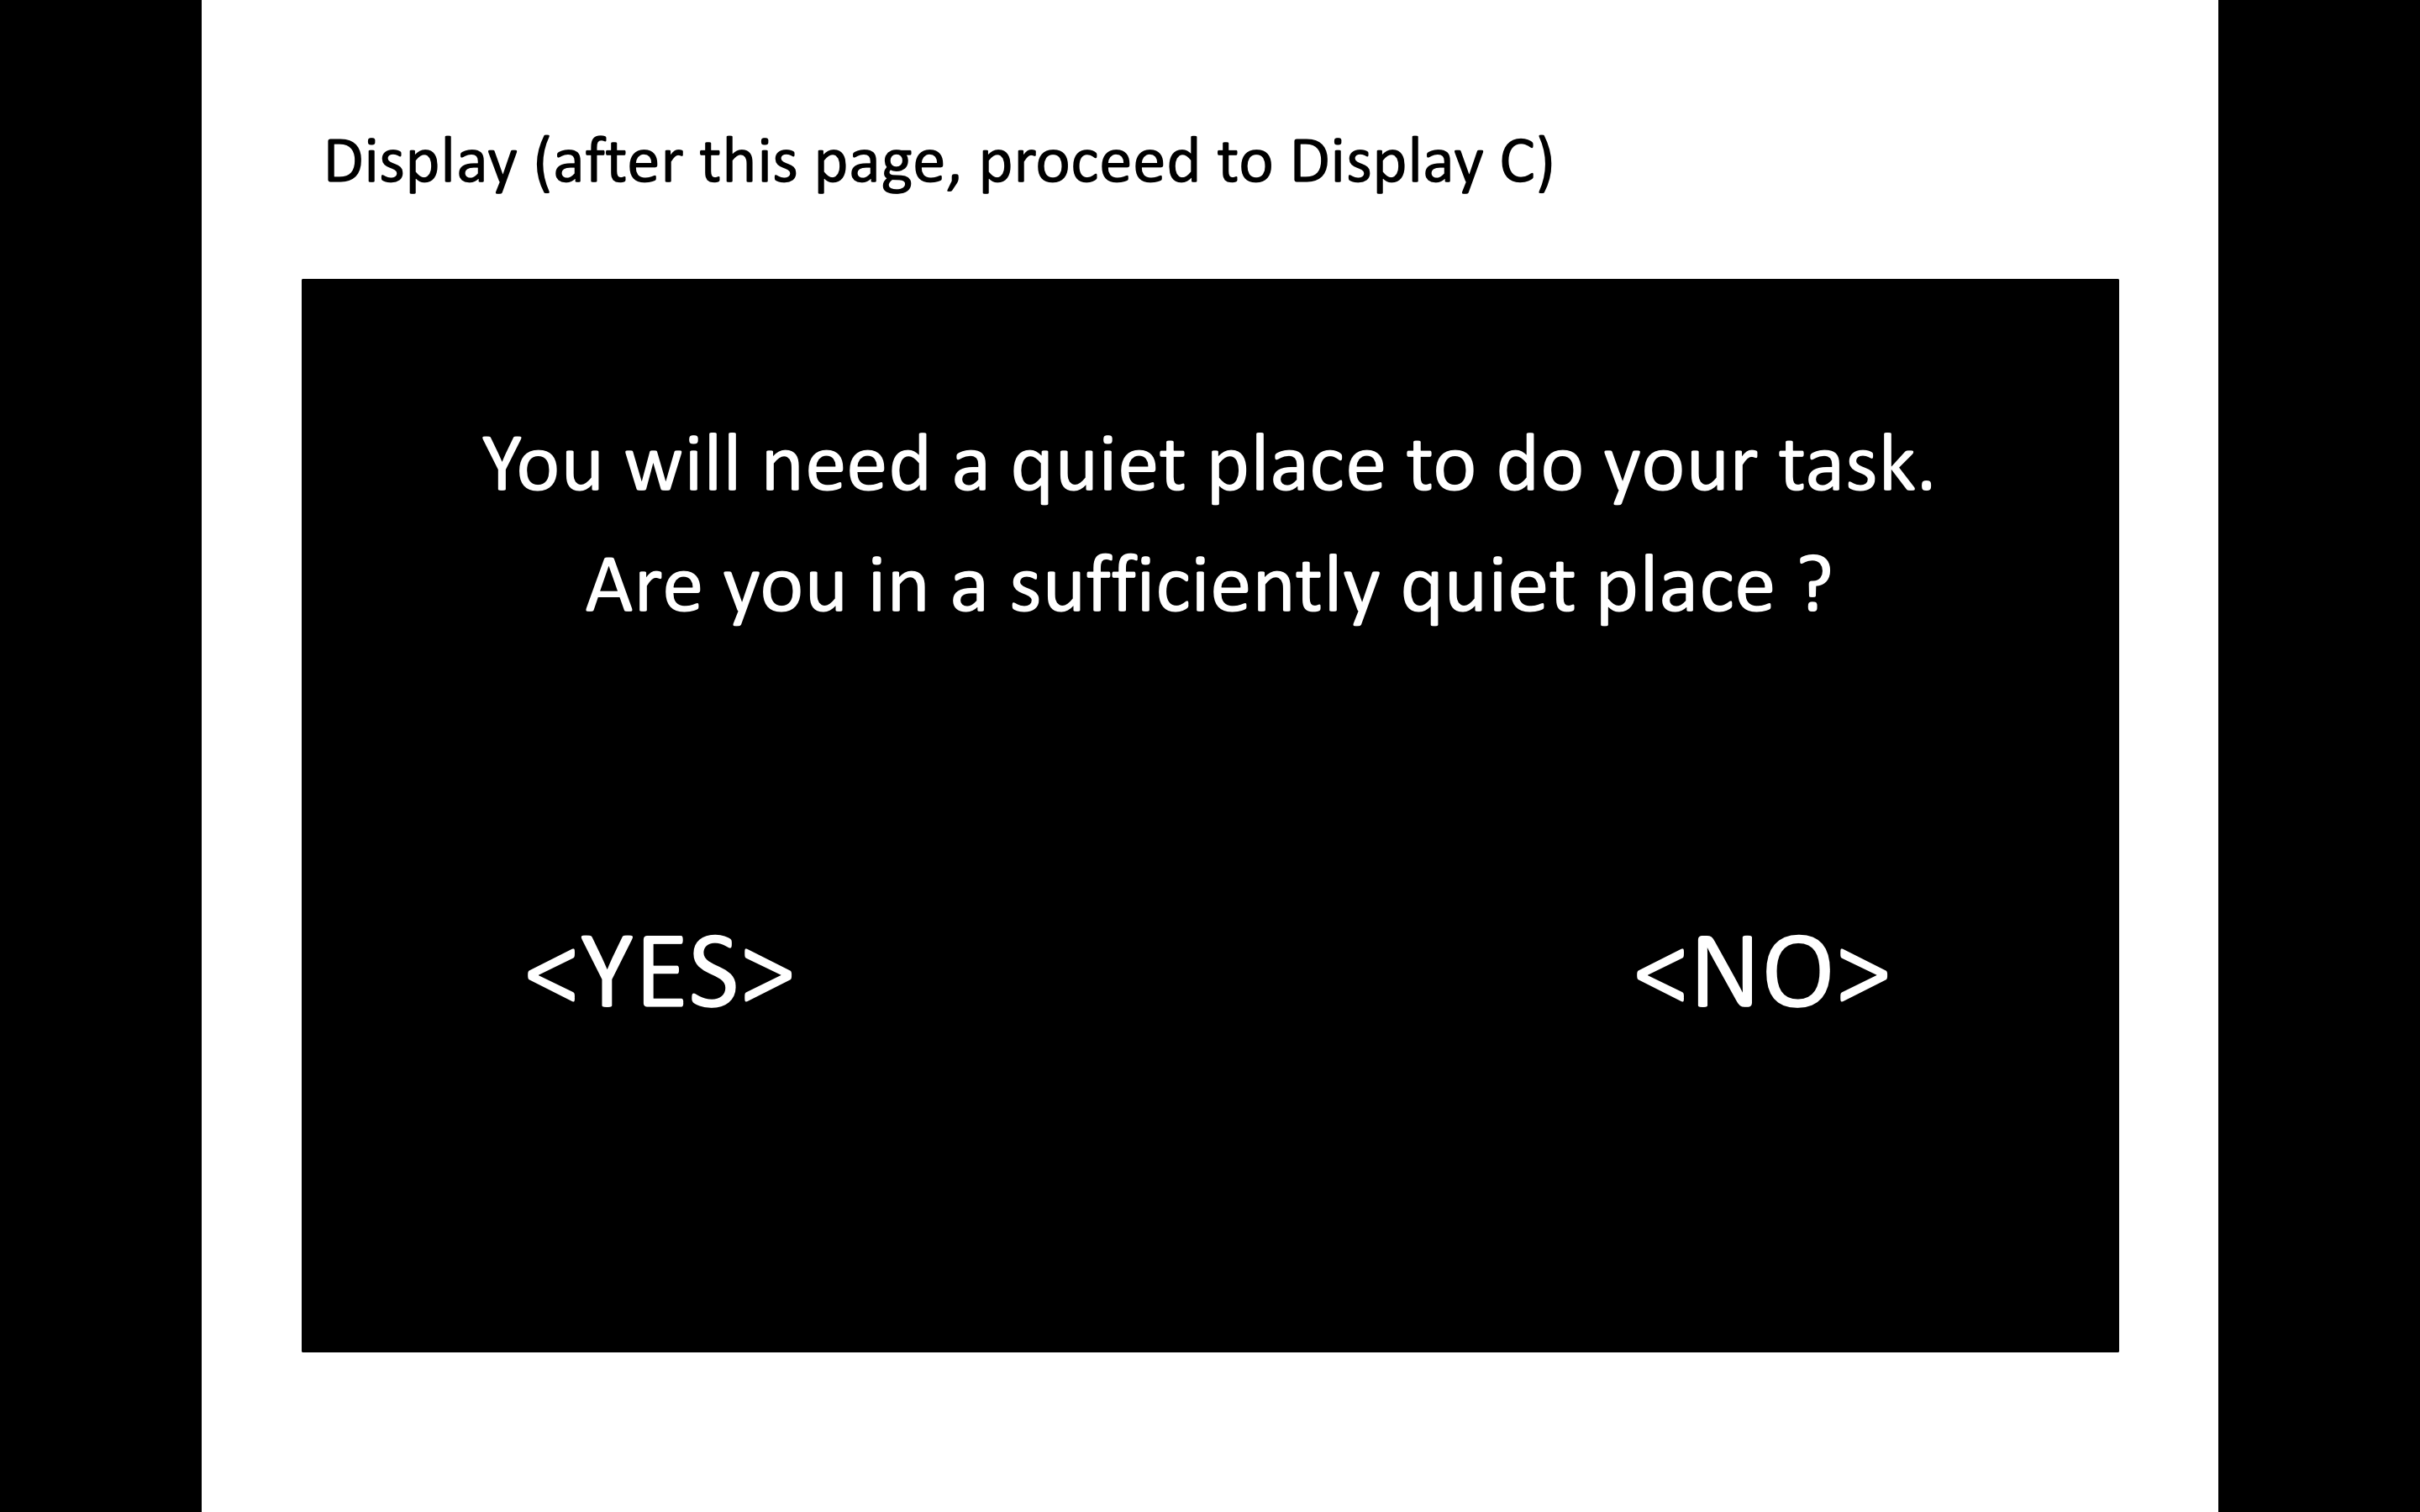 Display (after this page, proceed to Display C)
You will need a quiet place to do your task.
Are you in a sufficiently quiet place ?
<YES> <NO>